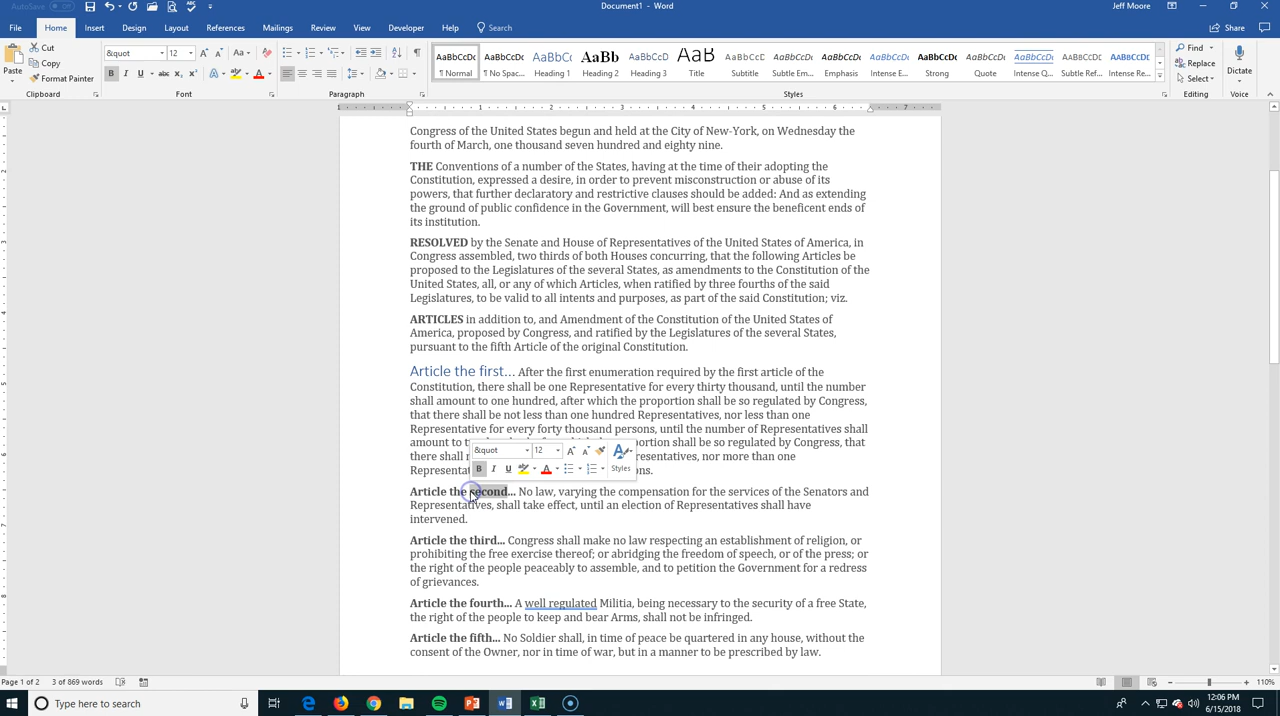 AutoSave Off
Document1 - Word
Jeff Moore
File Home Insert Design Layout References Mailings Review View Help Search
Share
Cut
Copy
Format Painter
Paste
&quot 12
AaBbCcDc AaBbCcDc AaBbCc AaBb AaBbCcDc AaB AaBbCcDc AaBbCcDc AaBbCcDc AaBbCcDc AaBbCcDc AaBbCcDc AaBbCcDc AaBbCcDc AaBbCcDc
¶ Normal ¶ No Spac... Heading 1 Heading 2 Heading 3 Title Subtitle Subtle Em... Emphasis Intense E... Strong Quote Intense Q... Subtle Ref... Intense Re...
Find
Replace
Select
Dictate
Clipboard Font Paragraph Styles Editing Voice
Congress of the United States begun and held at the City of New-York, on Wednesday the
fourth of March, one thousand seven hundred and eighty nine.
THE Conventions of a number of the States, having at the time of their adopting the
Constitution, expressed a desire, in order to prevent misconstruction or abuse of its
powers, that further declaratory and restrictive clauses should be added: And as extending
the ground of public confidence in the Government, will best ensure the beneficent ends of
its institution.
RESOLVED by the Senate and House of Representatives of the United States of America, in
Congress assembled, two thirds of both Houses concurring, that the following Articles be
proposed to the Legislatures of the several States, as amendments to the Constitution of the
United States, all, or any of which Articles, when ratified by three fourths of the said
Legislatures, to be valid to all intents and purposes, as part of the said Constitution; viz.
ARTICLES in addition to, and Amendment of the Constitution of the United States of
America, proposed by Congress, and ratified by the Legislatures of the several States,
pursuant to the fifth Article of the original Constitution.
Article the first... After the first enumeration required by the first article of the
Constitution, there shall be one Representative for every thirty thousand, until the number
shall amount to one hundred, after which the proportion shall be so regulated by Congress,
that there shall be not less than one hundred Representatives, nor less than one
Representative for every forty thousand persons, until the number of Representatives shall
amount to portion shall be so regulated by Congress, that
there shall resentatives, nor more than one
Representat ns.
&quot 12
Styles
Article the second... No law, varying the compensation for the services of the Senators and
Representatives, shall take effect, until an election of Representatives shall have
intervened.
Article the third... Congress shall make no law respecting an establishment of religion, or
prohibiting the free exercise thereof; or abridging the freedom of speech, or of the press; or
the right of the people peaceably to assemble, and to petition the Government for a redress
of grievances.
Article the fourth... A well regulated Militia, being necessary to the security of a free State,
the right of the people to keep and bear Arms, shall not be infringed.
Article the fifth... No Soldier shall, in time of peace be quartered in any house, without the
consent of the Owner, nor in time of war, but in a manner to be prescribed by law.
Page 1 of 2 3 of 869 words
110%
Type here to search
12:06 PM
6/15/2018